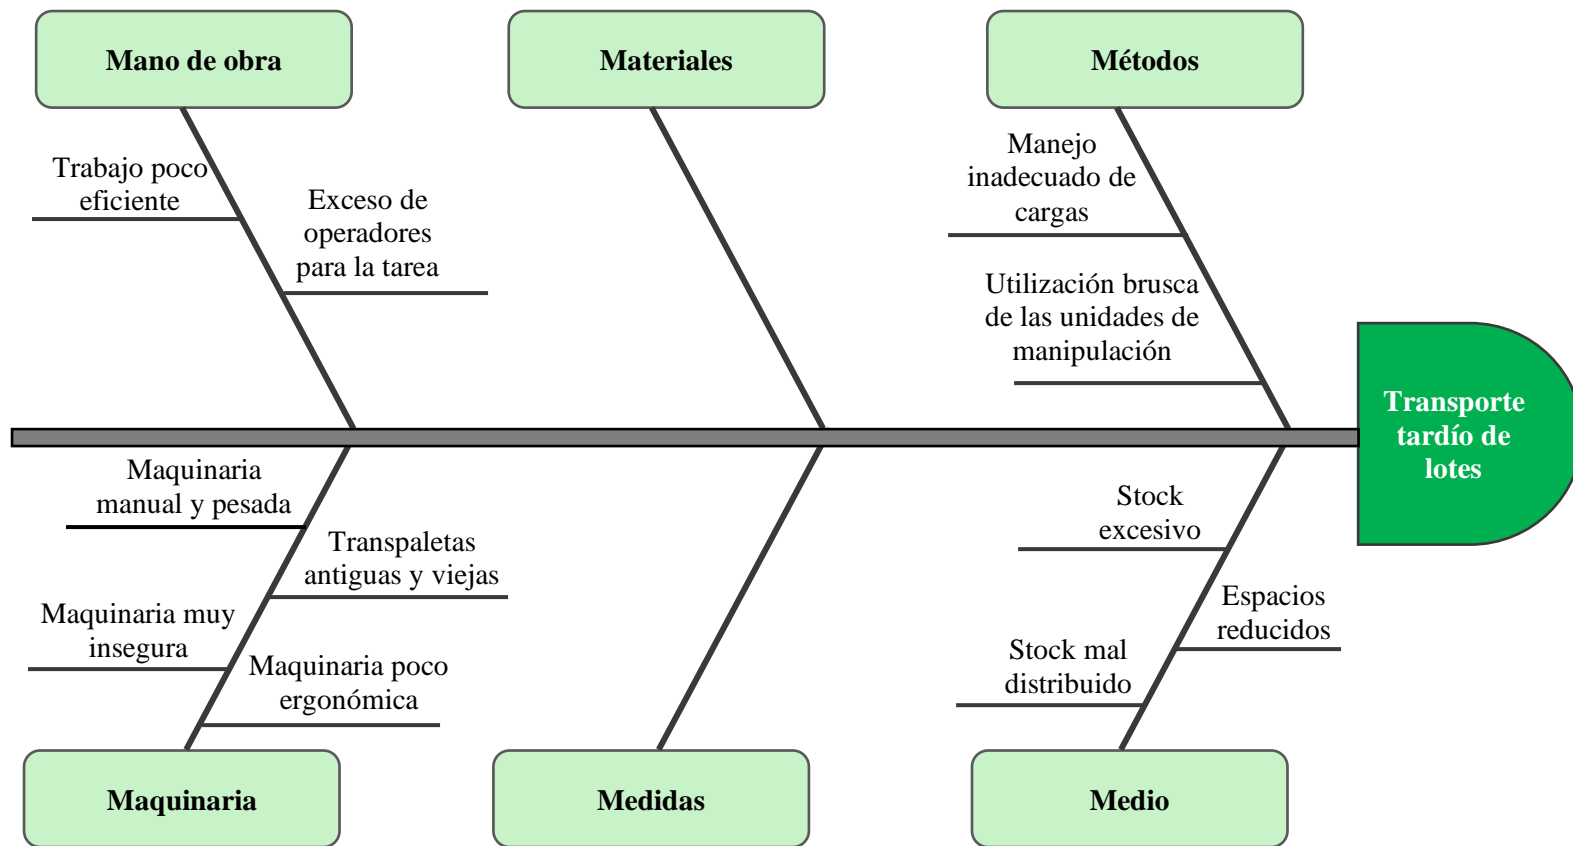 Mano de obra
Materiales
Métodos
Trabajo poco
eficiente
Exceso de
operadores
para la tarea
Manejo
inadecuado de
cargas
Utilización brusca
de las unidades de
manipulación
Transporte
tardío de
lotes
Maquinaria
manual y pesada
Transpaletas
antiguas y viejas
Maquinaria muy
insegura
Maquinaria poco
ergonómica
Stock
excesivo
Espacios
reducidos
Stock mal
distribuido
Maquinaria
Medidas
Medio